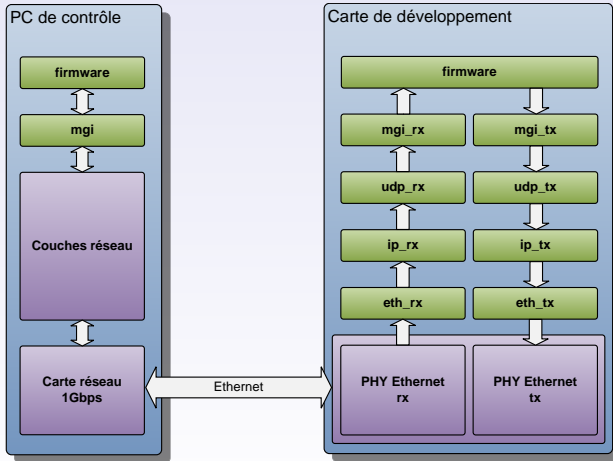 PC de contrôle
firmware
mgi
Couches réseau
Carte réseau
1Gbps
Ethernet
Carte de développement
firmware
mgi_rx
mgi_tx
udp_rx
udp_tx
ip_rx
ip_tx
eth_rx
eth_tx
PHY Ethernet
rx
PHY Ethernet
tx